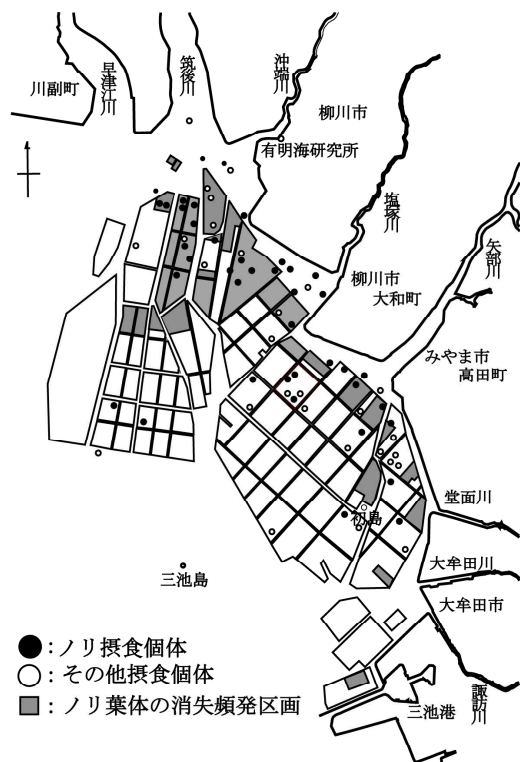 川副町
早津江川
筑後川
沖端川
柳川市
有明海研究所
塩塚川
矢部川
柳川市
大和町
みやま市
高田町
堂面川
初島
大牟田川
三池島
大牟田市
諏訪川
三池港
●：ノリ摂食個体
○：その他摂食個体
■：ノリ葉体の消失頻発区画